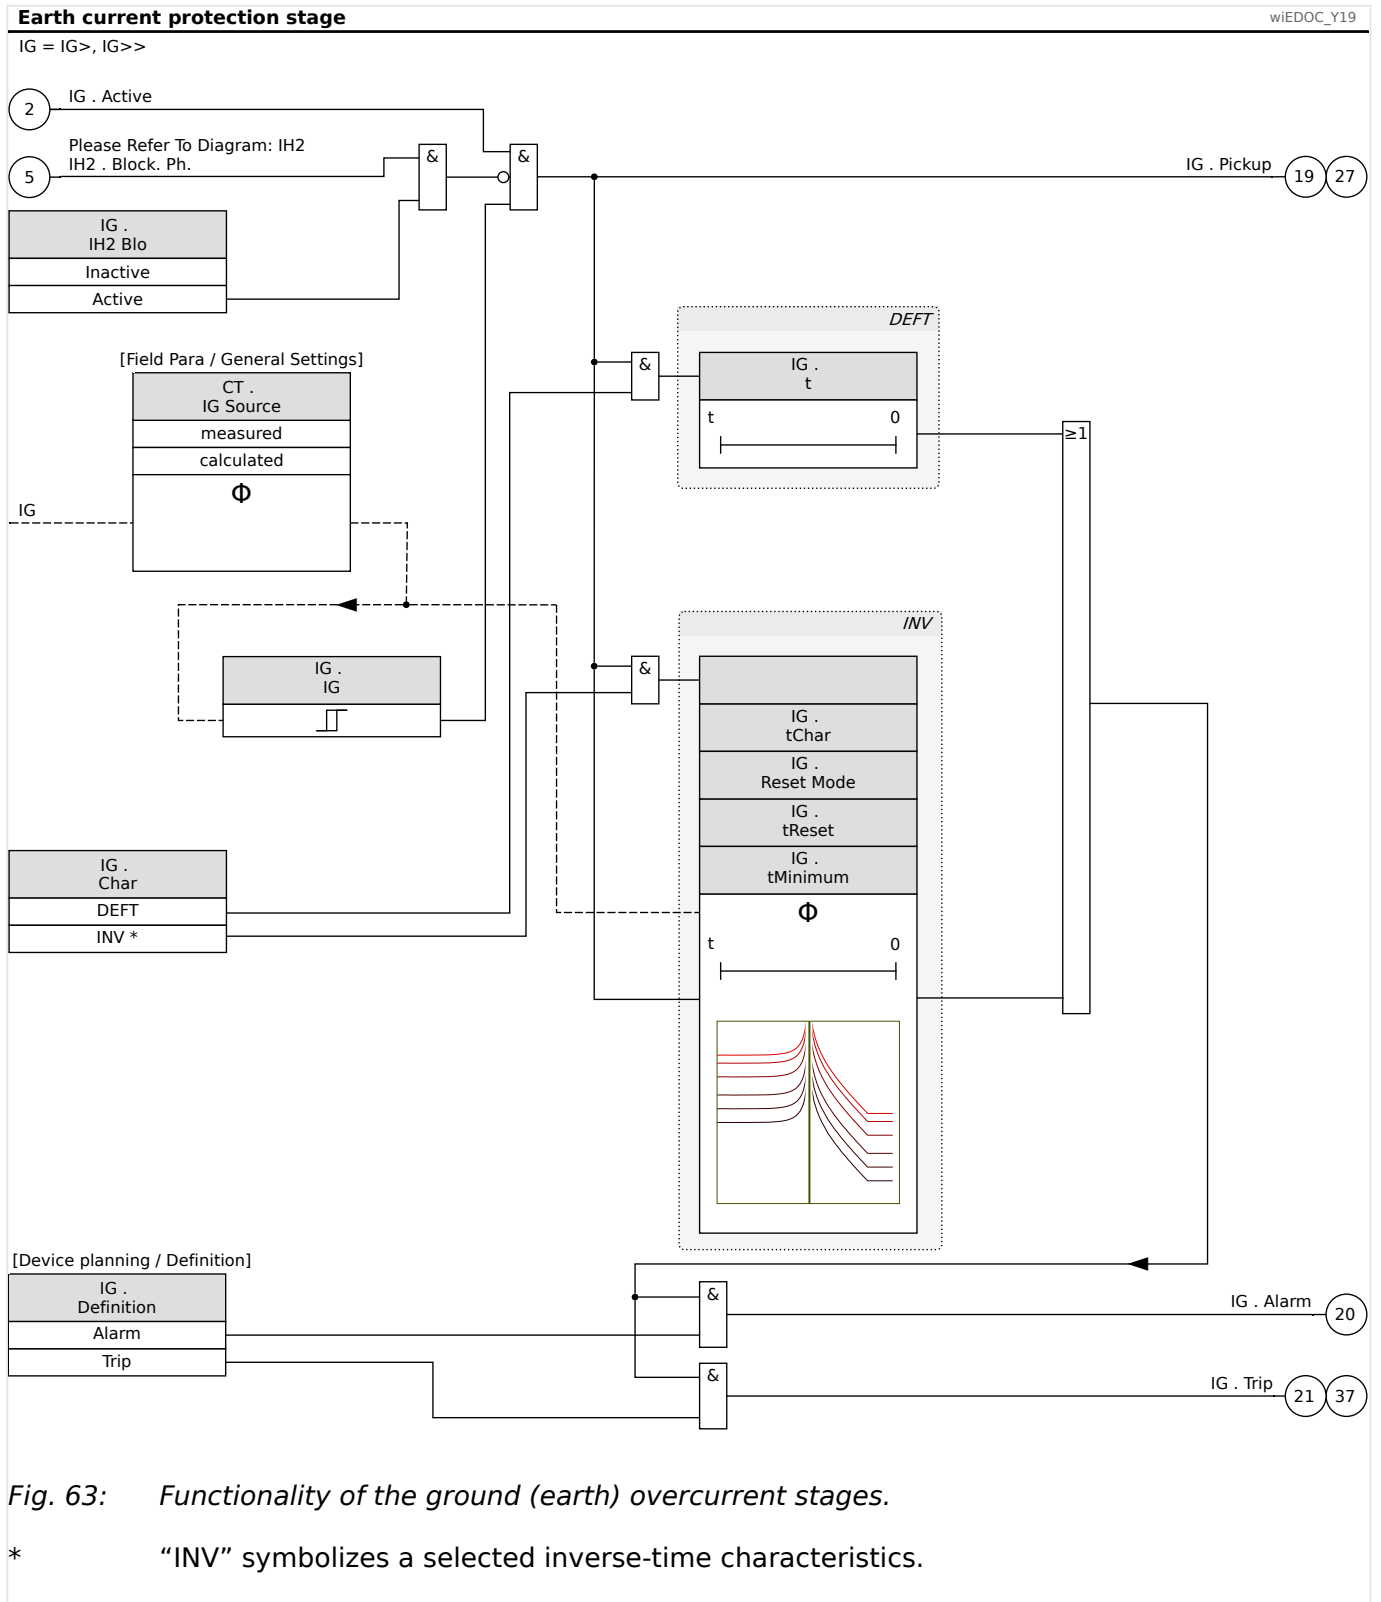 Earth current protection stage
wiEDOC_Y19
IG = IG>, IG>>
2
IG . Active
Please Refer To Diagram: IH2
5
IH2 . Block. Ph.
&
&
IG . Pickup
19
27
IG .
IH2 Blo
Inactive
Active
DEFT
[Field Para / General Settings]
CT .
IG Source
measured
calculated
Φ
IG
&
IG .
t
t
0
≥1
INV
IG .
IG
&
IG .
tChar
IG .
Reset Mode
IG .
tReset
IG .
tMinimum
Φ
t
0
IG .
Char
DEFT
INV *
[Device planning / Definition]
IG .
Definition
Alarm
Trip
&
IG . Alarm
20
&
IG . Trip
21
37
Fig. 63: Functionality of the ground (earth) overcurrent stages.
* “INV” symbolizes a selected inverse-time characteristics.